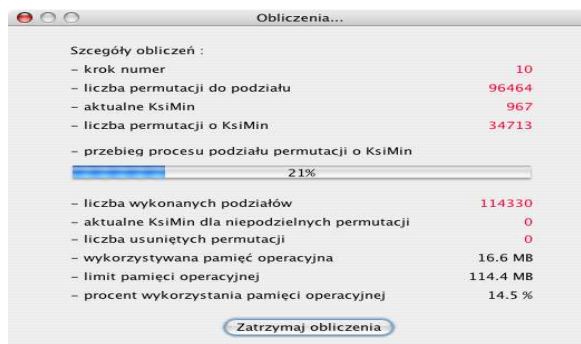 Obliczenia...
Szczegóły obliczeń :
– krok numer 10
– liczba permutacji do podziału 96464
– aktualne KsiMin 967
– liczba permutacji o KsiMin 34713
– przebieg procesu podziału permutacji o KsiMin
21%
– liczba wykonanych podziałów 114330
– aktualne KsiMin dla niepodzielnych permutacji 0
– liczba usuniętych permutacji 0
– wykorzystywana pamięć operacyjna 16.6 MB
– limit pamięci operacyjnej 114.4 MB
– procent wykorzystania pamięci operacyjnej 14.5 %
Zatrzymaj obliczenia